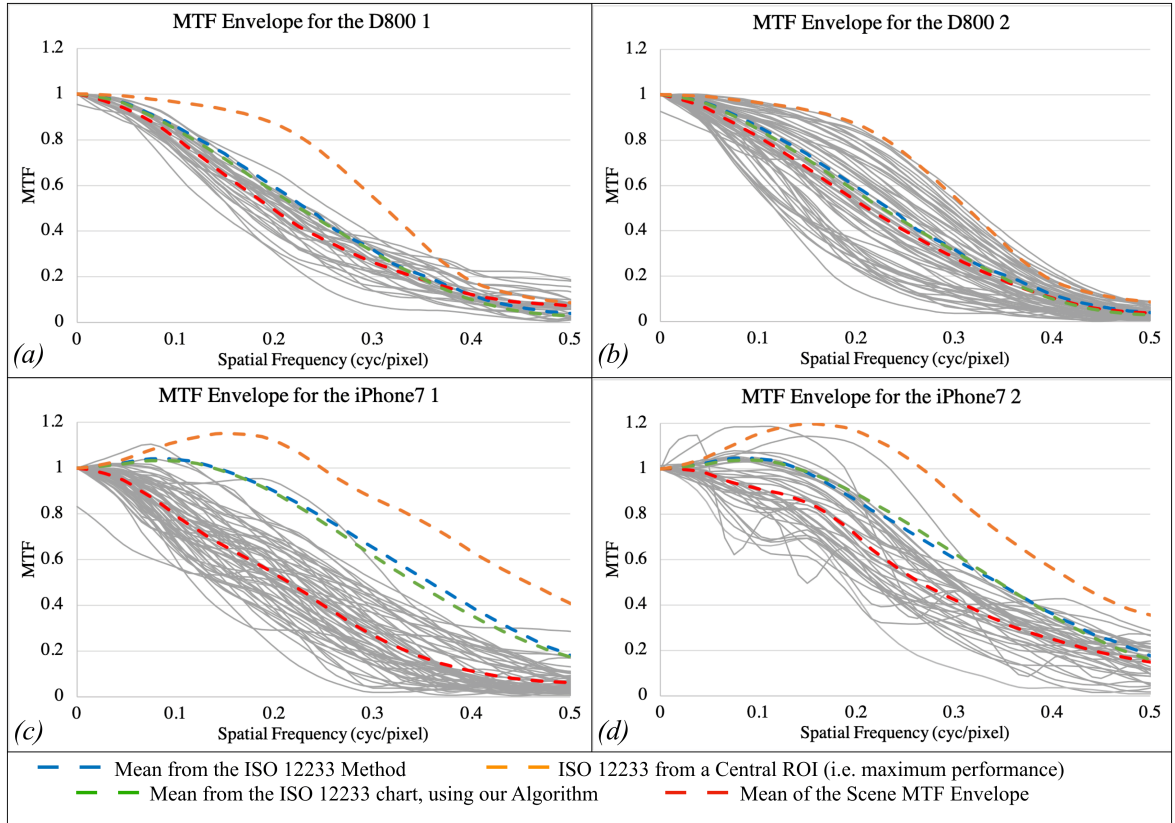 MTF Envelope for the D800 1
1.2
1
0.8
0.6
0.4
0.2
0
MTF
0 0.1 0.2 0.3 0.4 0.5
Spatial Frequency (cyc/pixel)
(a)
MTF Envelope for the D800 2
1.2
1
0.8
0.6
0.4
0.2
0
MTF
0 0.1 0.2 0.3 0.4 0.5
Spatial Frequency (cyc/pixel)
(b)
MTF Envelope for the iPhone7 1
1.2
1
0.8
0.6
0.4
0.2
0
MTF
0 0.1 0.2 0.3 0.4 0.5
Spatial Frequency (cyc/pixel)
(c)
MTF Envelope for the iPhone7 2
1.2
1
0.8
0.6
0.4
0.2
0
MTF
0 0.1 0.2 0.3 0.4 0.5
Spatial Frequency (cyc/pixel)
(d)
Mean from the ISO 12233 Method
ISO 12233 from a Central ROI (i.e. maximum performance)
Mean from the ISO 12233 chart, using our Algorithm
Mean of the Scene MTF Envelope